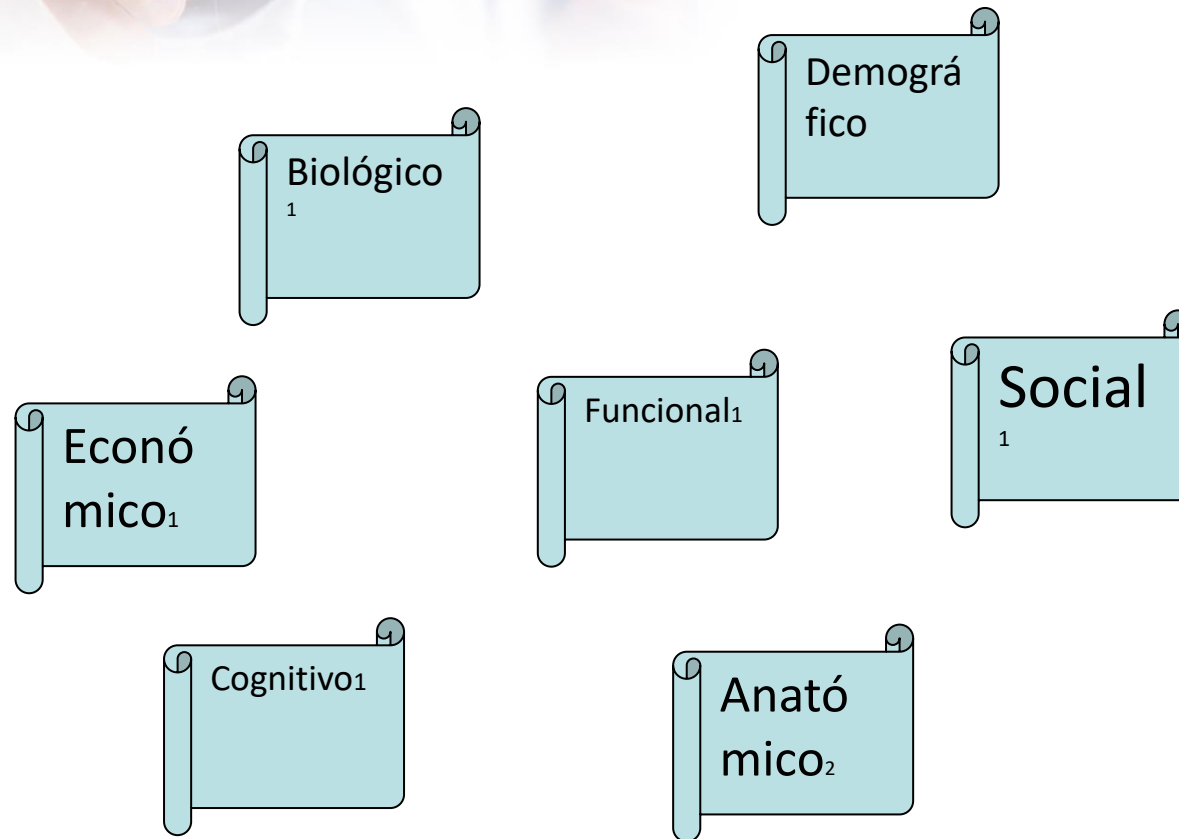 Demográ
fico
Biológico
1
Social
1
Funcional1
Econó
mico1
Cognitivo1
Anató
mico2